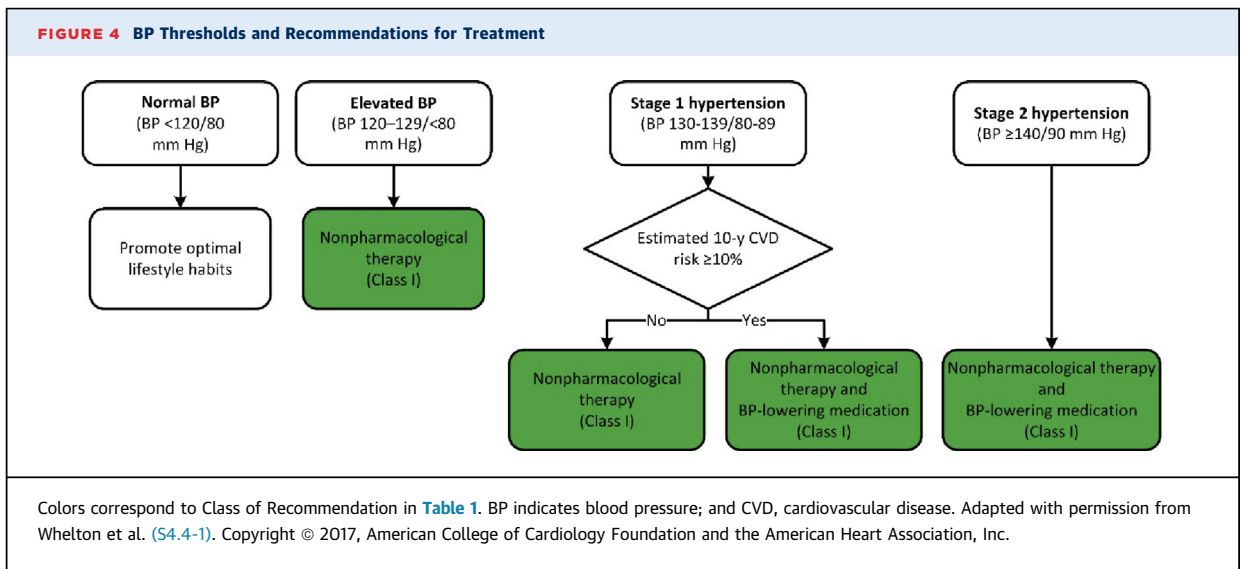 FIGURE 4 BP Thresholds and Recommendations for Treatment
Normal BP
(BP <120/80
mm Hg)
Elevated BP
(BP 120–129/<80
mm Hg)
Stage 1 hypertension
(BP 130-139/80-89
mm Hg)
Stage 2 hypertension
(BP ≥140/90 mm Hg)
Promote optimal
lifestyle habits
Nonpharmacological
therapy
(Class I)
Estimated 10-y CVD
risk ≥10%
No
Yes
Nonpharmacological
therapy
(Class I)
Nonpharmacological
therapy and
BP-lowering medication
(Class I)
Nonpharmacological therapy
and
BP-lowering medication
(Class I)
Colors correspond to Class of Recommendation in Table 1. BP indicates blood pressure; and CVD, cardiovascular disease. Adapted with permission from
Whelton et al. (S4.4-1). Copyright © 2017, American College of Cardiology Foundation and the American Heart Association, Inc.